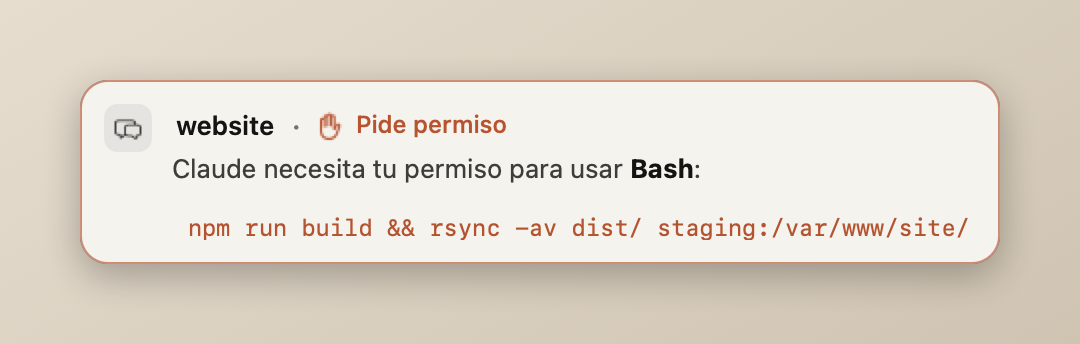 website · Pide permiso
Claude necesita tu permiso para usar Bash:
npm run build && rsync -av dist/ staging:/var/www/site/